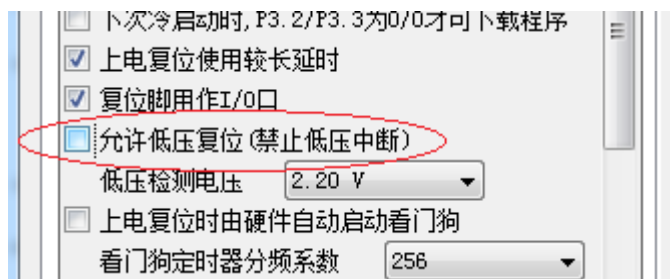 下次冷启动时,P3.2/P3.3为0/0才可下载程序
上电复位使用较长延时
复位脚用作I/O口
允许低压复位(禁止低压中断)
低压检测电压 2.20 V
上电复位时由硬件自动启动看门狗
看门狗定时器分频系数 256